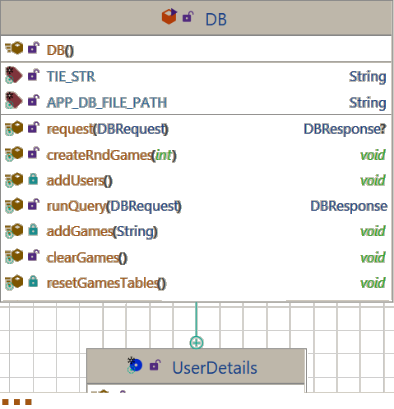 DB
DB()
TIE_STR String
APP_DB_FILE_PATH String
request(DBRequest) DBResponse?
createRndGames(int) void
addUsers() void
runQuery(DBRequest) DBResponse
addGames(String) void
clearGames() void
resetGamesTables() void
UserDetails